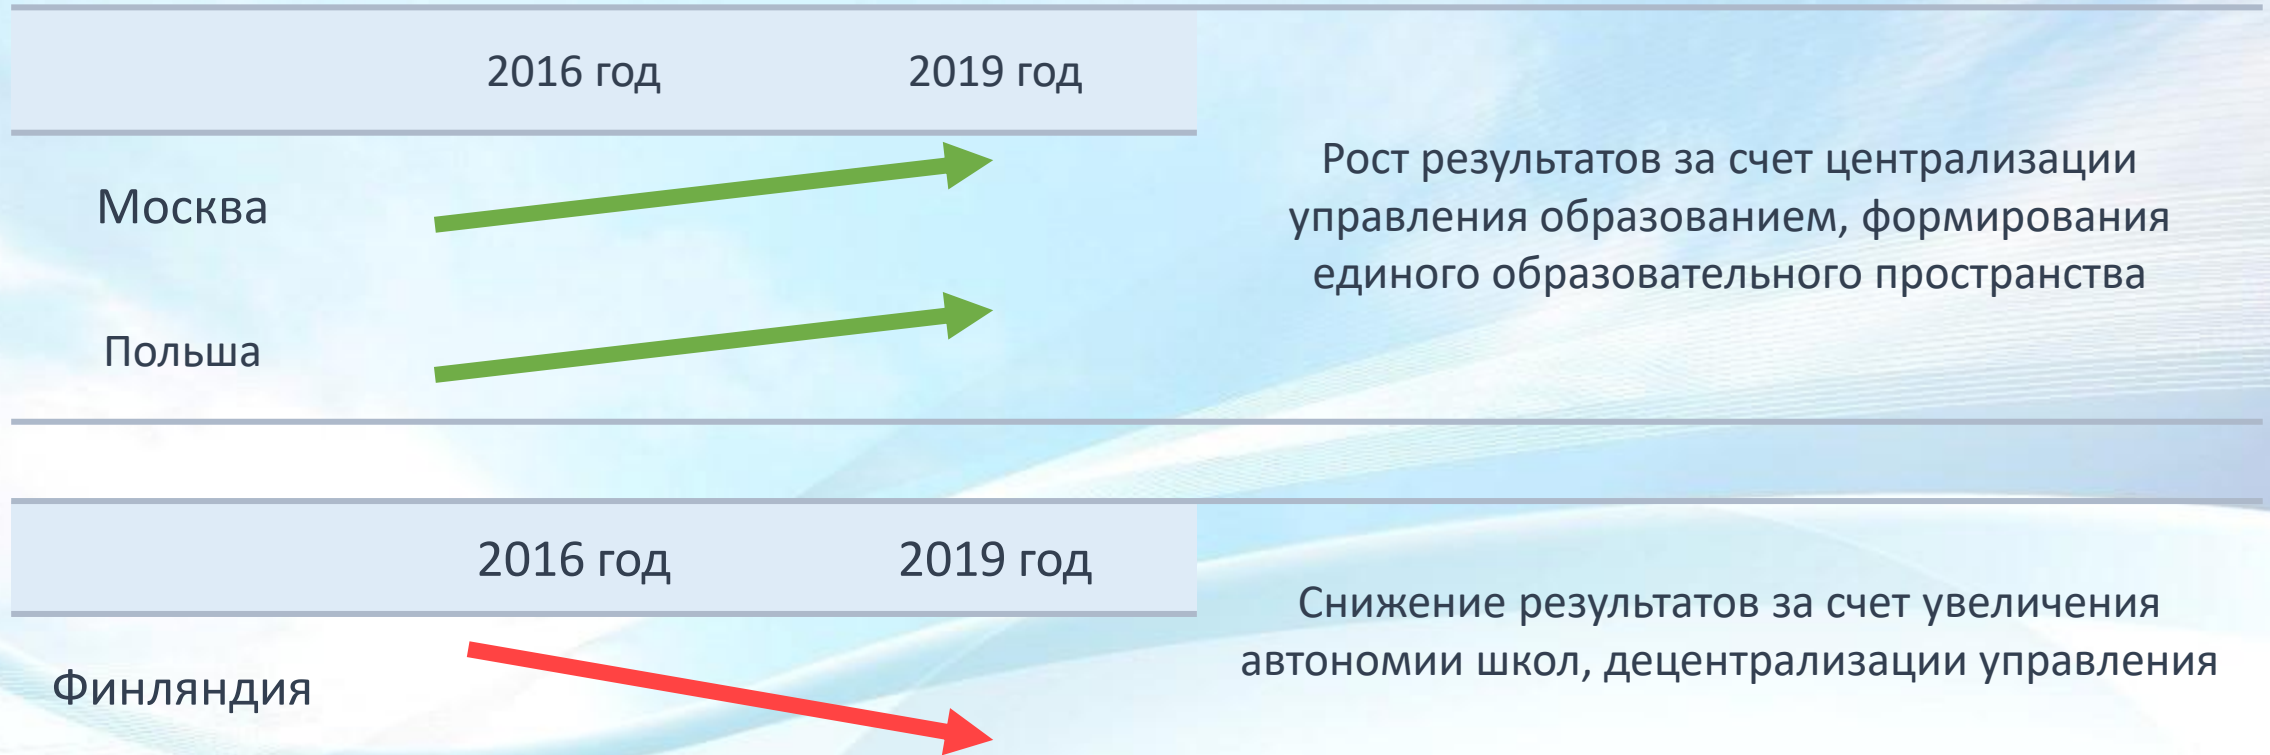 2016 год 2019 год
Москва
Польша
Рост результатов за счет централизации
управления образованием, формирования
единого образовательного пространства
2016 год 2019 год
Финляндия
Снижение результатов за счет увеличения
автономии школ, децентрализации управления